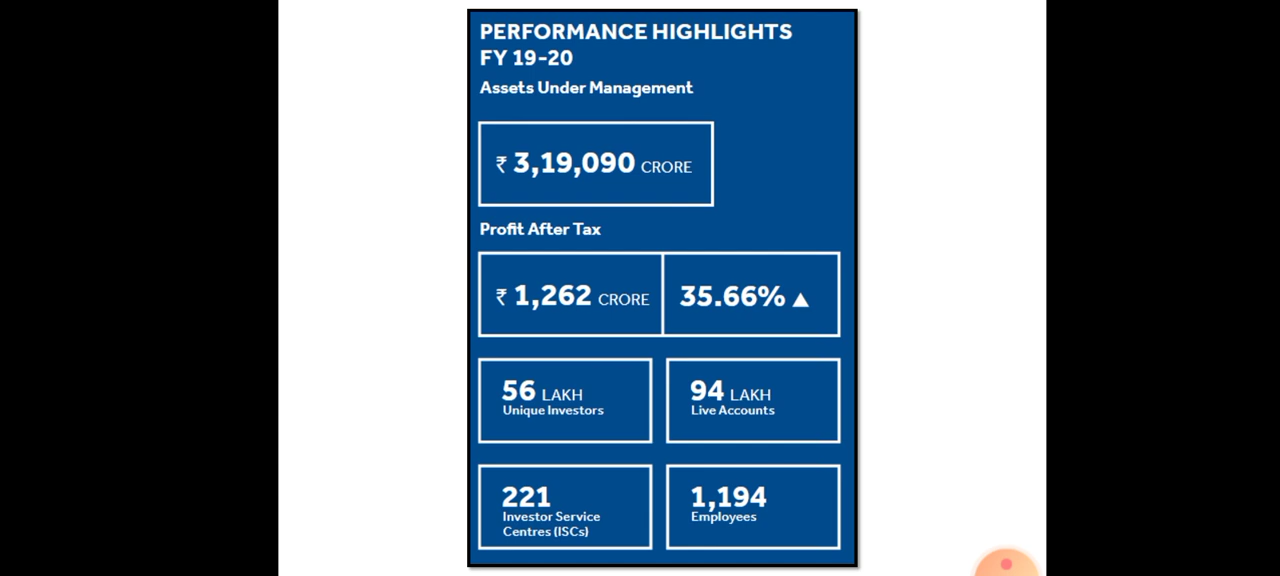 PERFORMANCE HIGHLIGHTS
FY 19-20
Assets Under Management
₹ 3,19,090 CRORE
Profit After Tax
₹ 1,262 CRORE
35.66% ▲
56 LAKH
Unique Investors
94 LAKH
Live Accounts
221
Investor Service
Centres (ISCs)
1,194
Employees